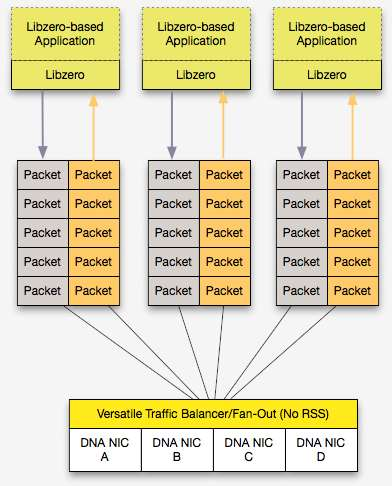 Libzero-based Libzero-based Libzero-based
Application Application Application
Libzero Libzero Libzero
Packet Packet Packet Packet Packet Packet
Packet Packet Packet Packet Packet Packet
Packet Packet Packet Packet Packet Packet
Packet Packet Packet Packet Packet Packet
Packet Packet Packet Packet Packet Packet
Versatile Traffic Balancer/Fan-Out (No RSS)
DNA NIC DNA NIC DNA NIC DNA NIC
A B C D